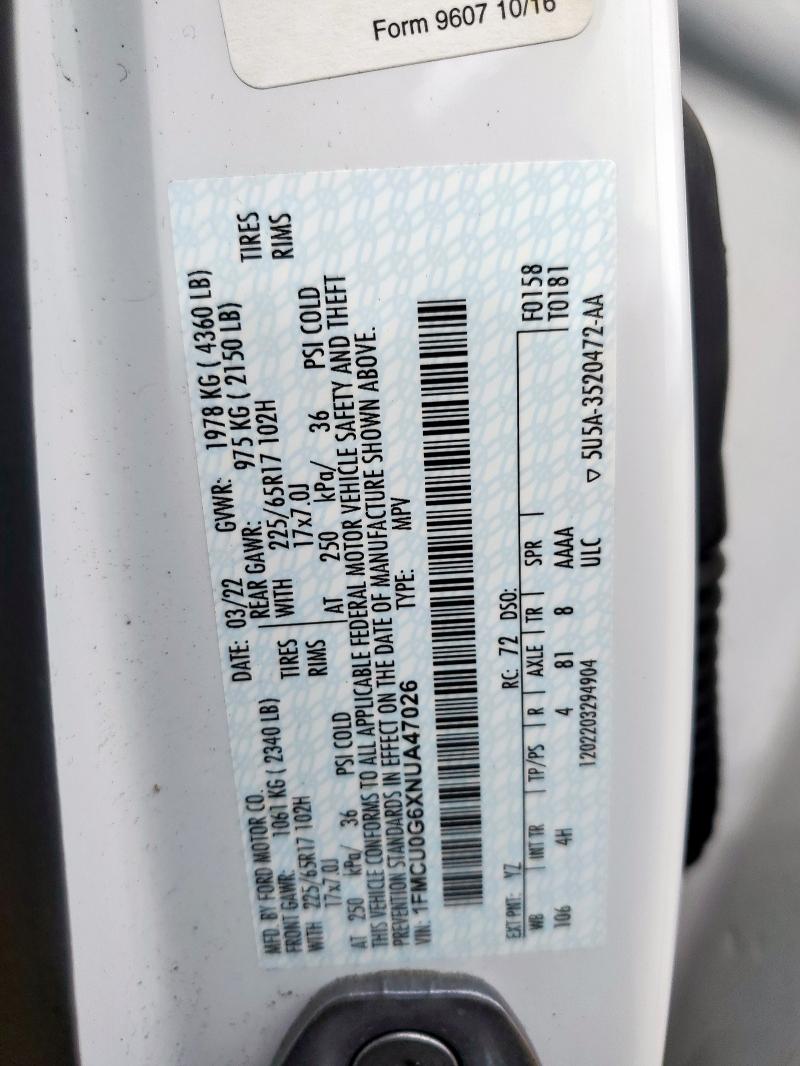 Form 9607 10/16
MFD. BY FORD MOTOR CO.
DATE: 03/22 GVWR: 1978 KG ( 4360 LB)
FRONT GAWR: 1061 KG ( 2340 LB)
REAR GAWR: 975 KG ( 2150 LB)
WITH 225/65R17 102H TIRES
WITH 225/65R17 102H TIRES
17x7.0J RIMS
17x7.0J RIMS
AT 250 kPa/ 36 PSI COLD
AT 250 kPa/ 36 PSI COLD
THIS VEHICLE CONFORMS TO ALL APPLICABLE FEDERAL MOTOR VEHICLE SAFETY AND THEFT
PREVENTION STANDARDS IN EFFECT ON THE DATE OF MANUFACTURE SHOWN ABOVE.
VIN: 1FMCU0G6XNUA47026 TYPE: MPV
EXT PNT: YZ RC: 72 DSO: F0158
WB INT TR TP/PS R AXLE TR SPR T0181
106 4H 4 81 8 AAAA
1202203294904 ULC
▽ 5U5A-3520472-AA